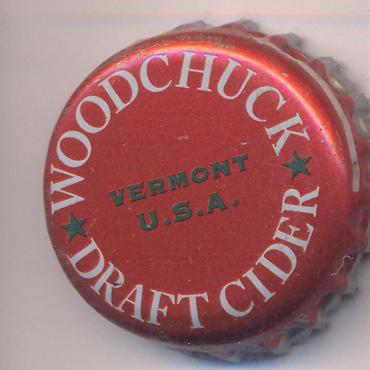 WOODCHUCK
VERMONT
U.S.A.
DRAFT CIDER